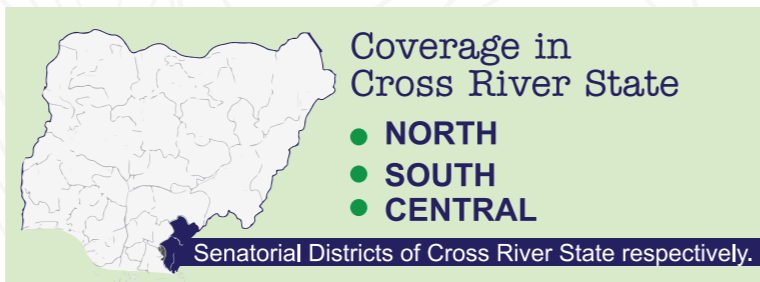 Coverage in
Cross River State
NORTH
SOUTH
CENTRAL
Senatorial Districts of Cross River State respectively.